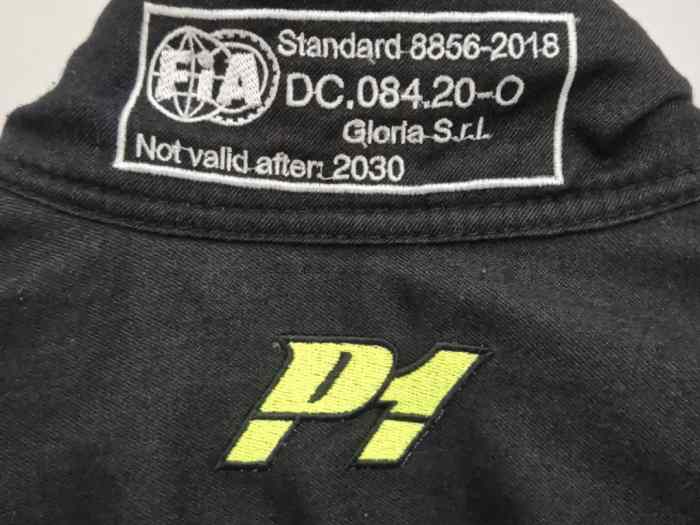 FIA
Standard 8856-2018
DC.084.20-O
Gloria S.r.l.
Not valid after: 2030
P1